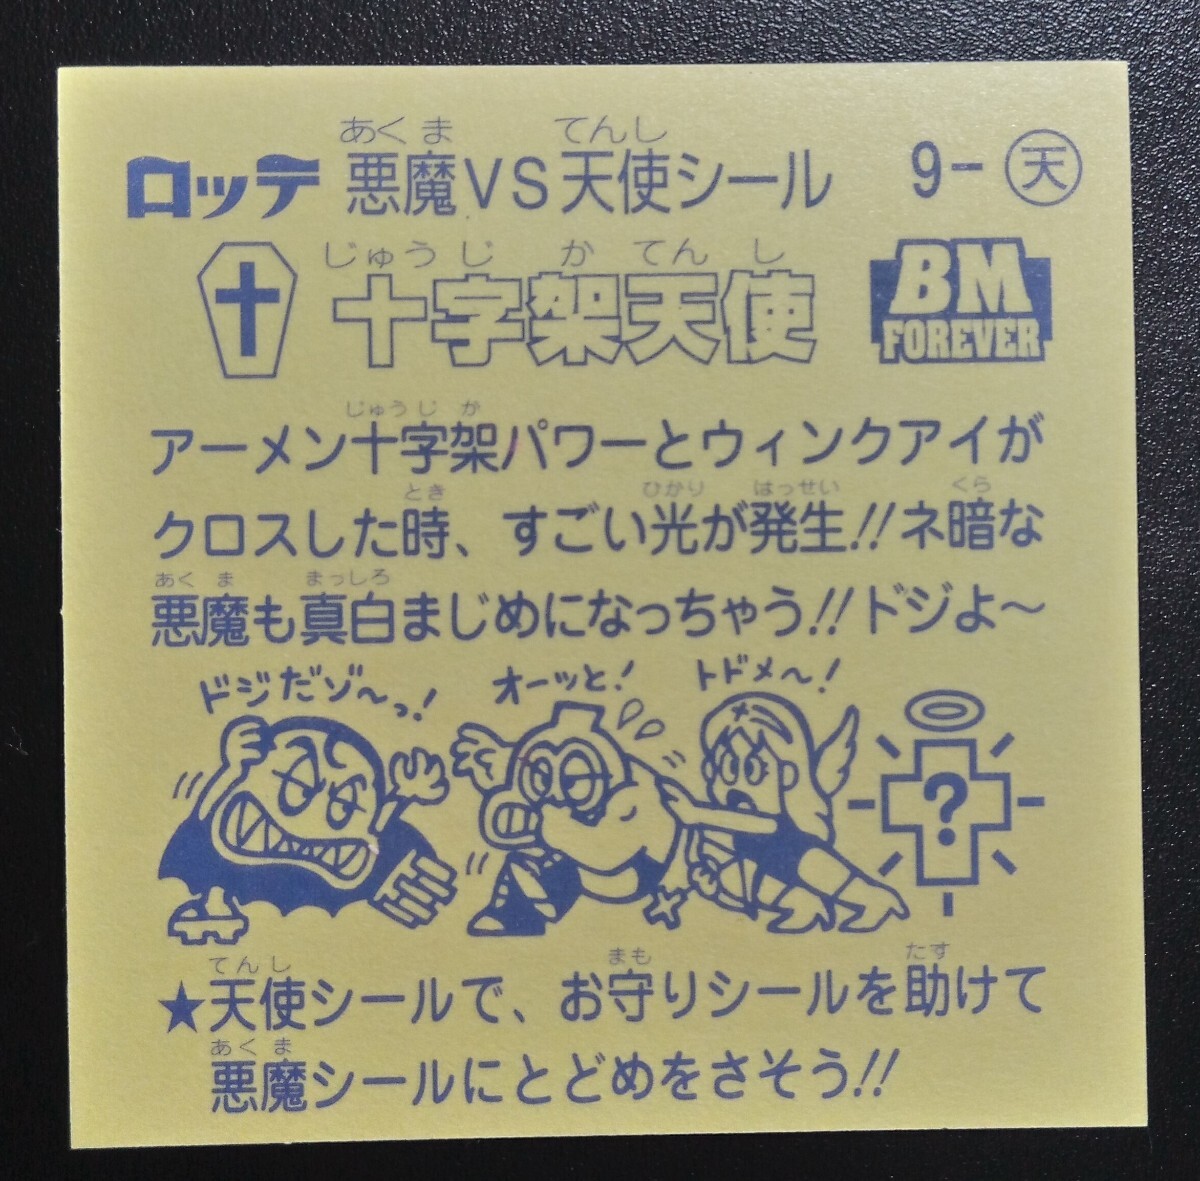 ロッテ 悪魔VS天使シール 9-天
あくま てんし
十字架天使 BM FOREVER
じゅうじかてんし
アーメン十字架パワーとウィンクアイが
じゅうじか
クロスした時、すごい光が発生!!ネ暗な
とき ひかり はっせい くら
悪魔も真白まじめになっちゃう!!ドジよ〜
あくま まっしろ
ドジだゾ〜っ! オーッと! トドメ〜!
?
★天使シールで、お守りシールを助けて
てんし まも たす
悪魔シールにとどめをさそう!!
あくま